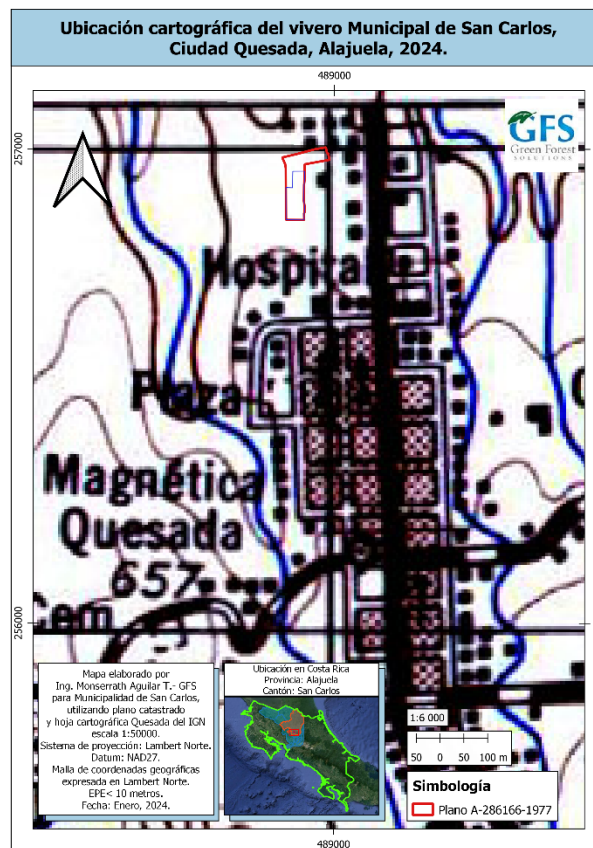 Ubicación cartográfica del vivero Municipal de San Carlos,
Ciudad Quesada, Alajuela, 2024.
489000
257000
GFS
Green Forest
SOLUTIONS
Hospital
Plaza
Magnética
Quesada
657
256000
Cem
Mapa elaborado por
Ing. Monserrath Aguilar T.- GFS
para Municipalidad de San Carlos,
utilizando plano catastrado
y hoja cartográfica Quesada del IGN
escala 1:50000.
Sistema de proyección: Lambert Norte.
Datum: NAD27.
Malla de coordenadas geográficas
expresada en Lambert Norte.
EPE< 10 metros.
Fecha: Enero, 2024.
Ubicación en Costa Rica
Provincia: Alajuela
Cantón: San Carlos
1:6 000
50 0 50 100 m
Simbología
Plano A-286166-1977
489000